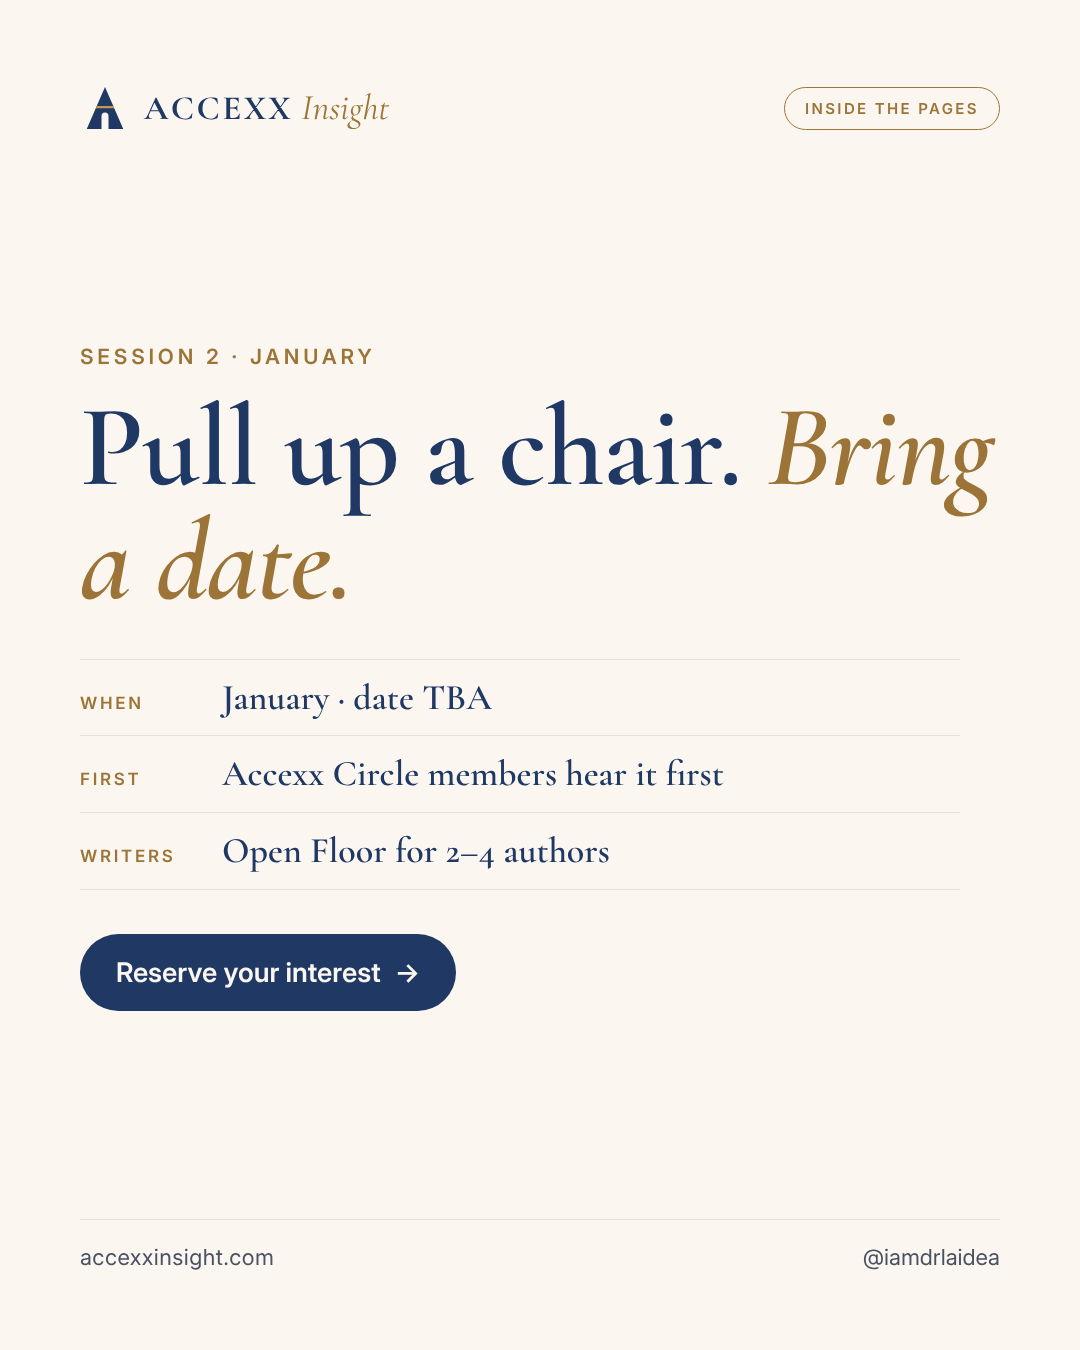 ACCEXX Insight
INSIDE THE PAGES
SESSION 2 · JANUARY
Pull up a chair. Bring
a date.
WHEN January · date TBA
FIRST Accexx Circle members hear it first
WRITERS Open Floor for 2–4 authors
Reserve your interest →
accexxinsight.com
@iamdrlaidea